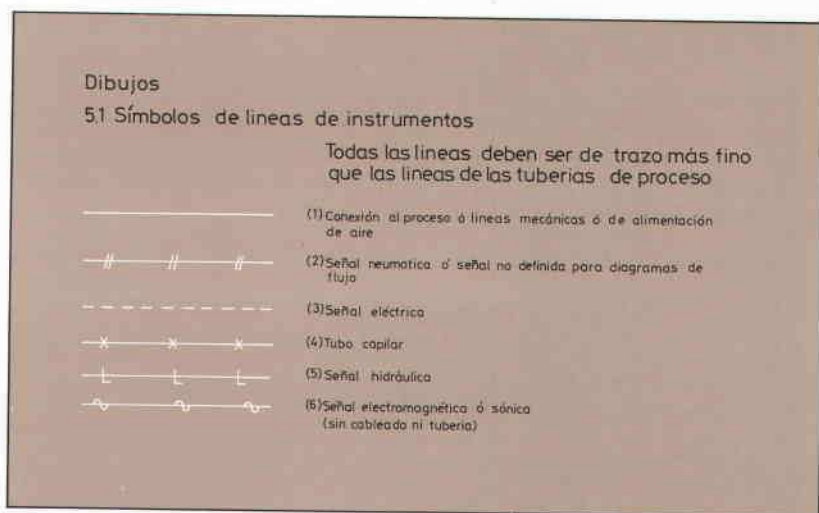 Dibujos
5.1 Símbolos de lineas de instrumentos
Todas las lineas deben ser de trazo más fino
que las lineas de las tuberias de proceso
(1) Conexión al proceso ó lineas mecánicas ó de alimentación
de aire
(2) Señal neumatica o señal no definida para diagramas de
flujo
(3) Señal eléctrica
(4) Tubo capilar
(5) Señal hidráulica
(6) Señal electromagnética ó sónica
(sin cableado ni tuberia)